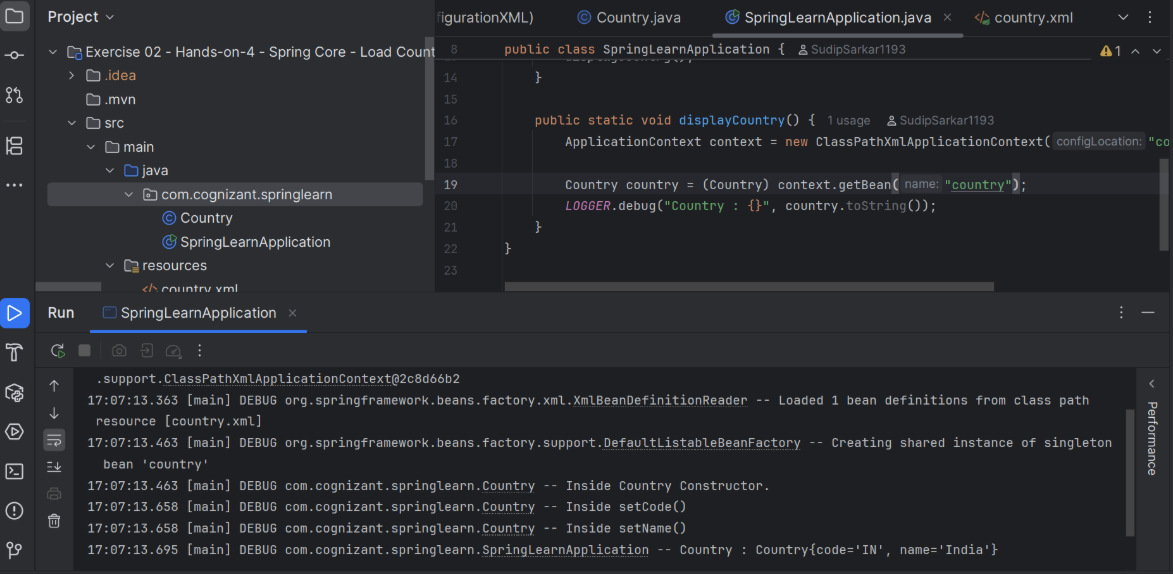 Project
figurationXML)
Country.java
SpringLearnApplication.java
country.xml
Exercise 02 - Hands-on-4 - Spring Core - Load Count
.idea
.mvn
src
main
java
com.cognizant.springlearn
Country
SpringLearnApplication
resources
country.xml
8 public class SpringLearnApplication { SudipSarkar1193
1
14 }
15
16 public static void displayCountry() { 1 usage SudipSarkar1193
17 ApplicationContext context = new ClassPathXmlApplicationContext( configLocation: "co
18
19 Country country = (Country) context.getBean( name: "country");
20 LOGGER.debug("Country : {}", country.toString());
21 }
22 }
23
Run
SpringLearnApplication
.support.ClassPathXmlApplicationContext@2c8d66b2
17:07:13.363 [main] DEBUG org.springframework.beans.factory.xml.XmlBeanDefinitionReader -- Loaded 1 bean definitions from class path
resource [country.xml]
17:07:13.463 [main] DEBUG org.springframework.beans.factory.support.DefaultListableBeanFactory -- Creating shared instance of singleton
bean 'country'
17:07:13.463 [main] DEBUG com.cognizant.springlearn.Country -- Inside Country Constructor.
17:07:13.658 [main] DEBUG com.cognizant.springlearn.Country -- Inside setCode()
17:07:13.658 [main] DEBUG com.cognizant.springlearn.Country -- Inside setName()
17:07:13.695 [main] DEBUG com.cognizant.springlearn.SpringLearnApplication -- Country : Country{code='IN', name='India'}
Performance